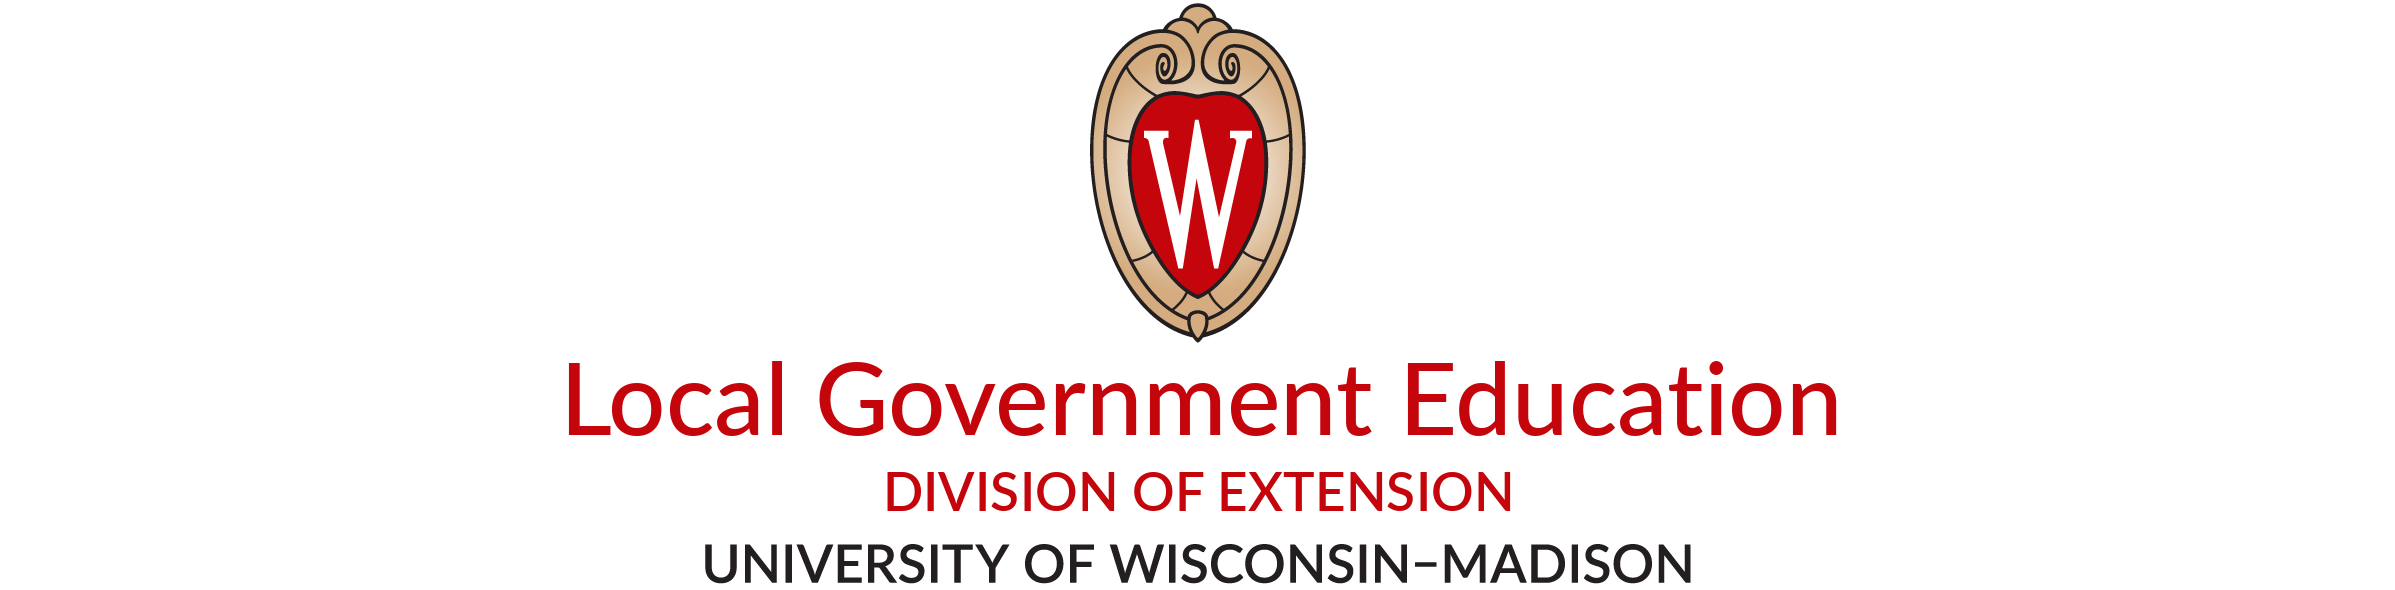 W
Local Government Education
DIVISION OF EXTENSION
UNIVERSITY OF WISCONSIN–MADISON